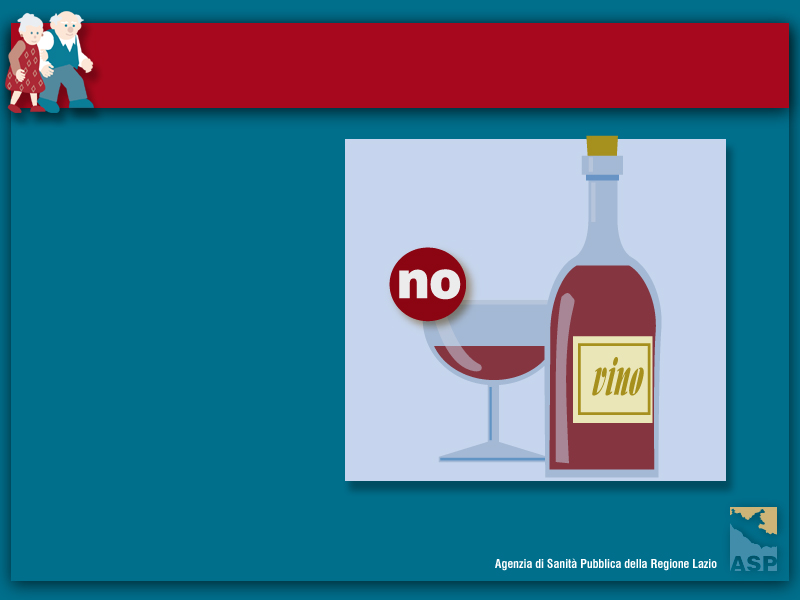 no
vino
Agenzia di Sanità Pubblica della Regione Lazio
ASP